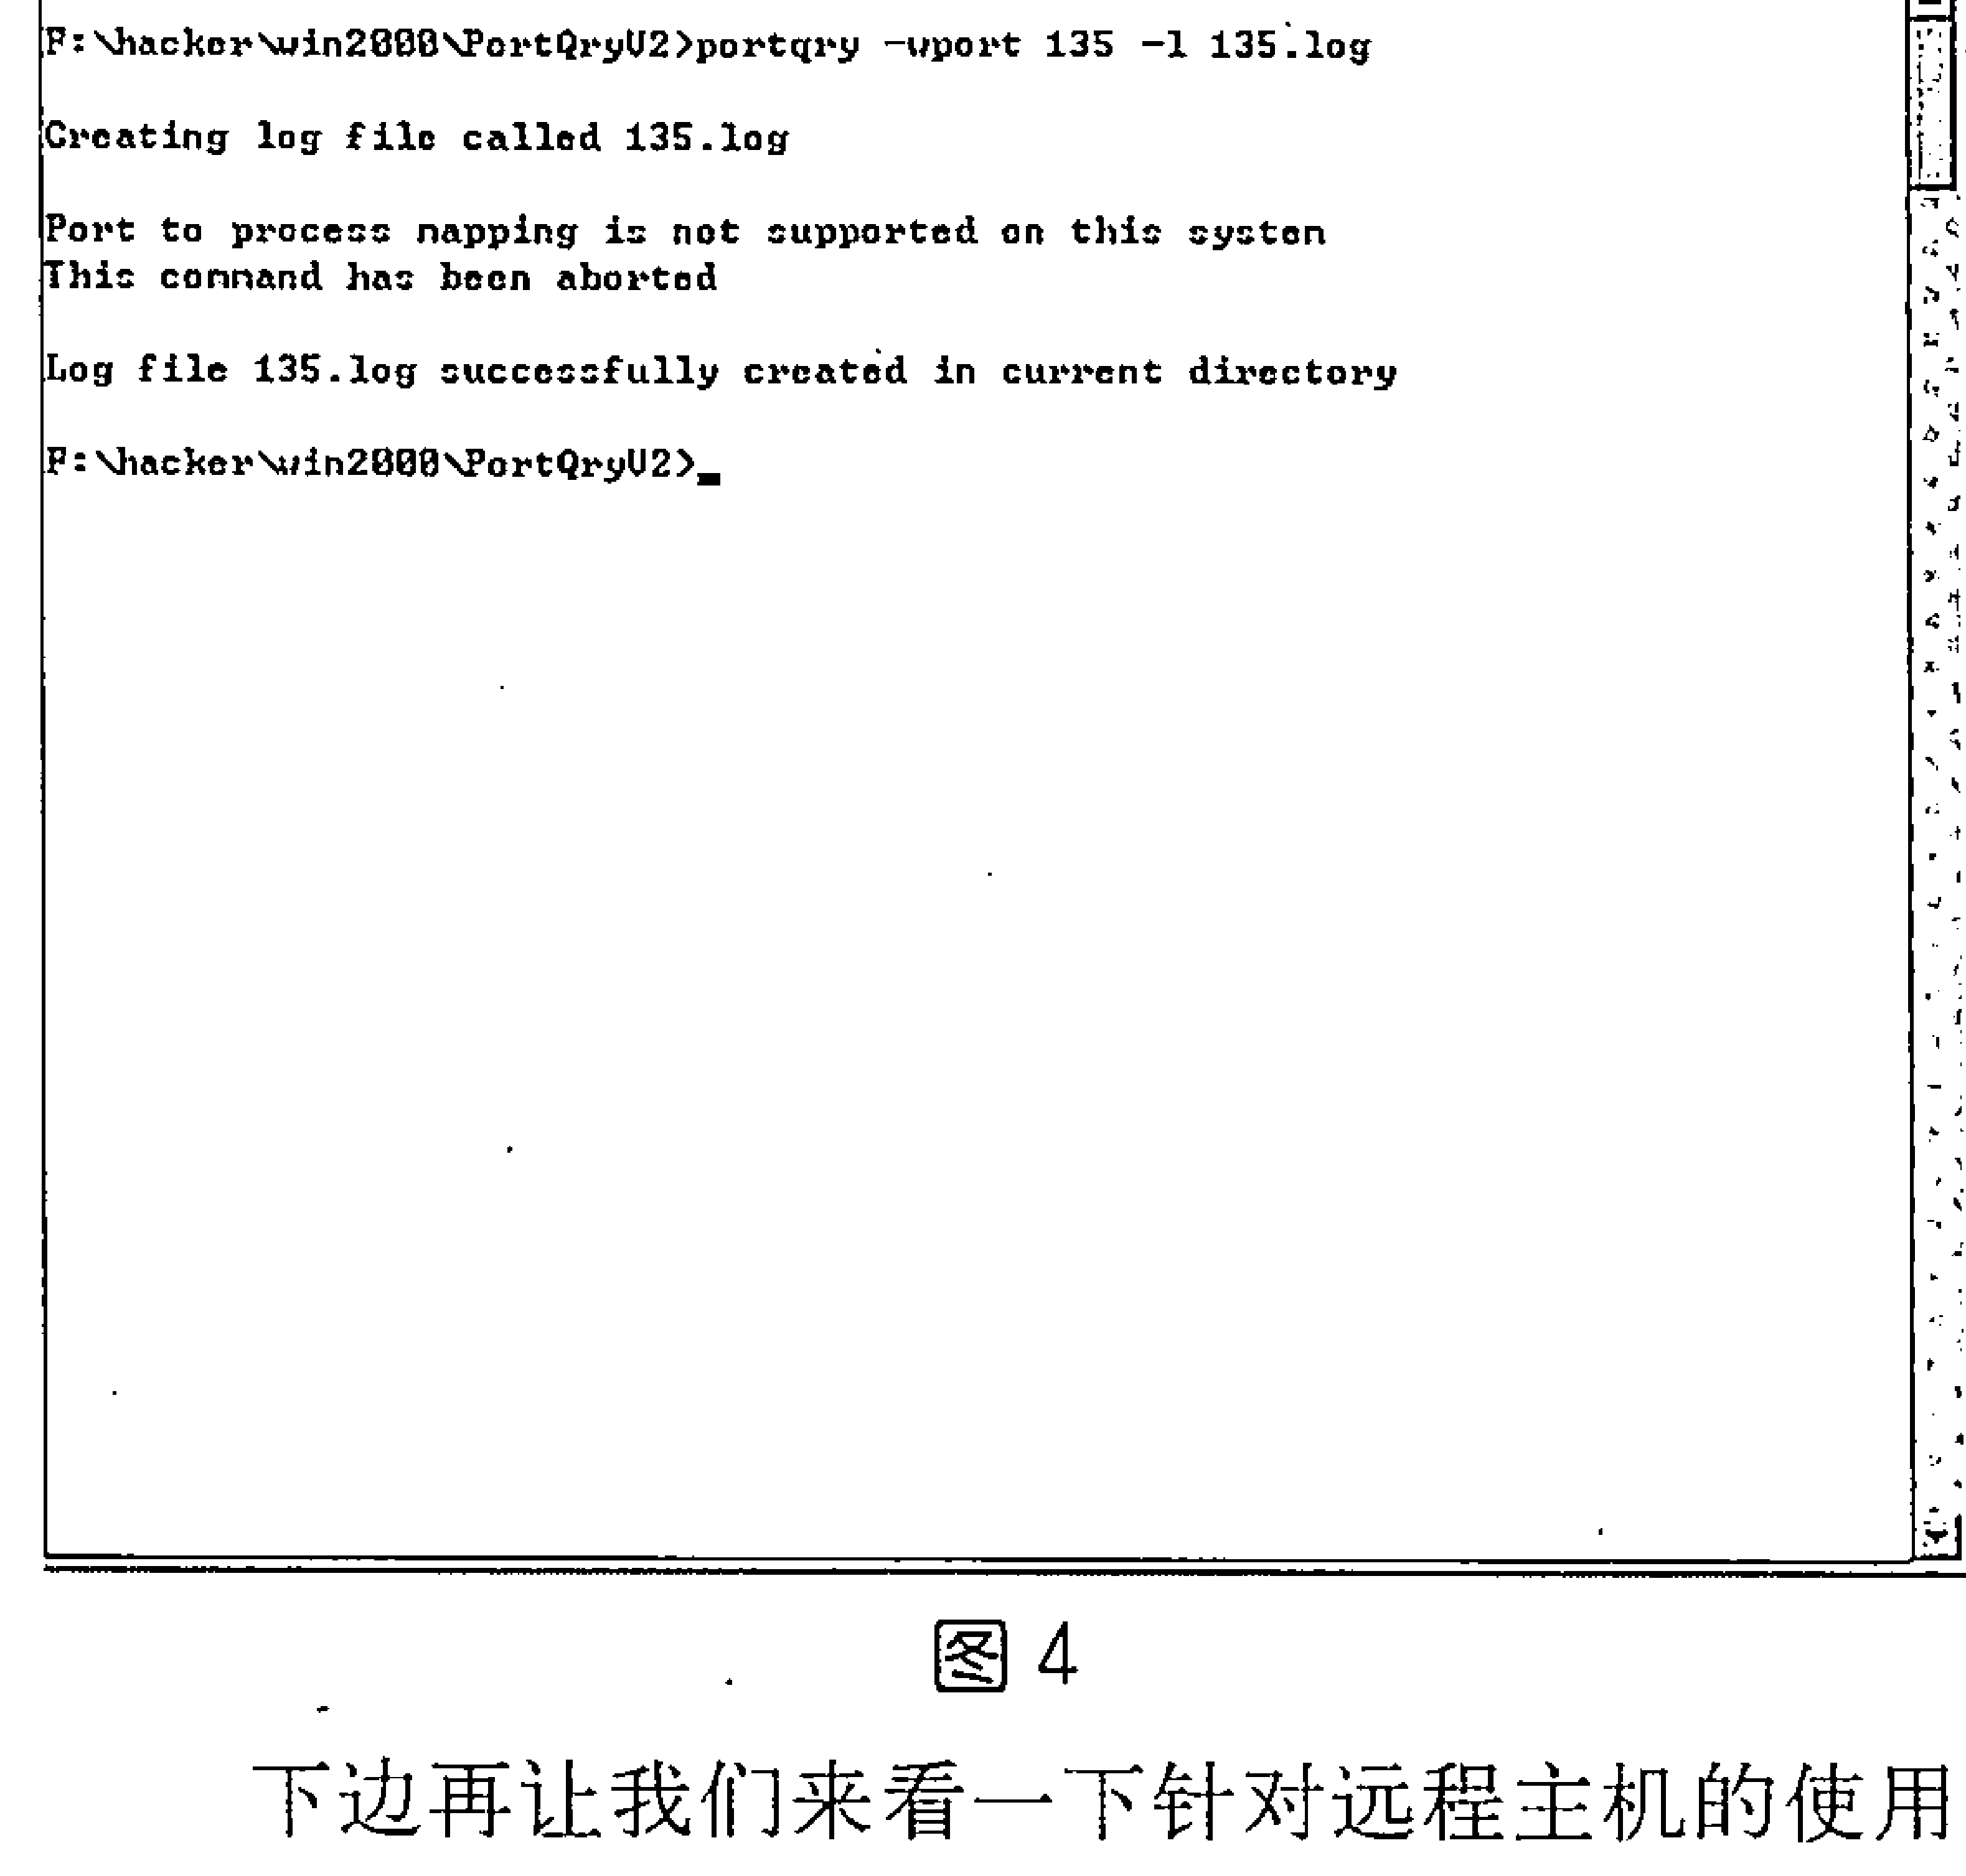 F:\hacker\win2000\PortQryV2>portqry -wport 135 -l 135.log
Creating log file called 135.log
Port to process mapping is not supported on this system
This command has been aborted
Log file 135.log successfully created in current directory
F:\hacker\win2000\PortQryV2>_
图 4
下边再让我们来看一下针对远程主机的使用